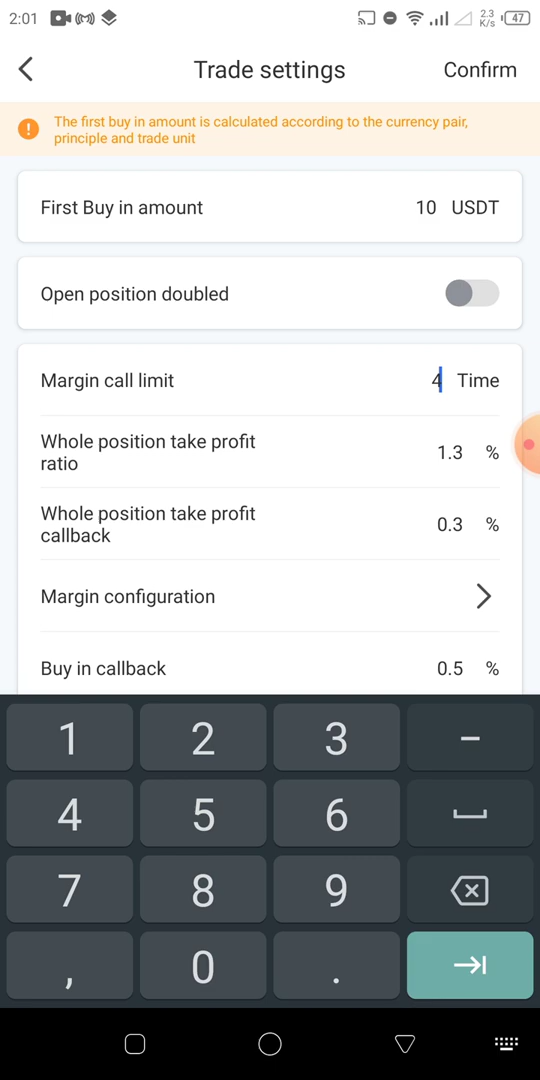 2:01 2.3 K/s 47
Trade settings Confirm
The first buy in amount is calculated according to the currency pair,
principle and trade unit
First Buy in amount 10 USDT
Open position doubled
Margin call limit 4 Time
Whole position take profit
ratio 1.3 %
Whole position take profit
callback 0.3 %
Margin configuration
Buy in callback 0.5 %
1 2 3 –
4 5 6
7 8 9
, 0 .